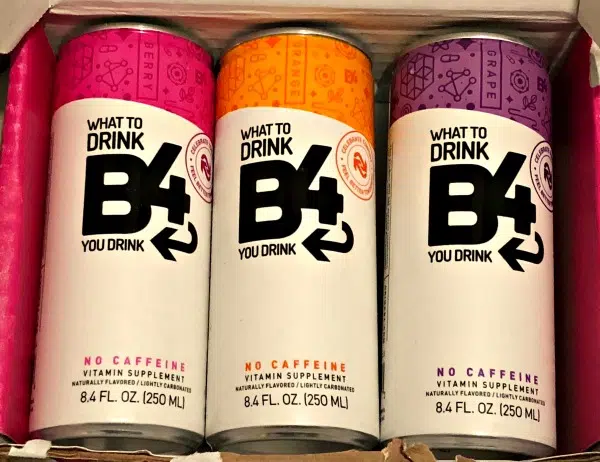 BERRY
WHAT TO
DRINK
B4
YOU DRINK
NO CAFFEINE
VITAMIN SUPPLEMENT
NATURALLY FLAVORED / LIGHTLY CARBONATED
8.4 FL. OZ. (250 ML)
ORANGE
WHAT TO
DRINK
B4
YOU DRINK
NO CAFFEINE
VITAMIN SUPPLEMENT
NATURALLY FLAVORED / LIGHTLY CARBONATED
8.4 FL. OZ. (250 ML)
GRAPE
B4
WHAT TO
DRINK
B4
YOU DRINK
NO CAFFEINE
VITAMIN SUPPLEMENT
NATURALLY FLAVORED / LIGHTLY CARBONATED
8.4 FL. OZ. (250 ML)